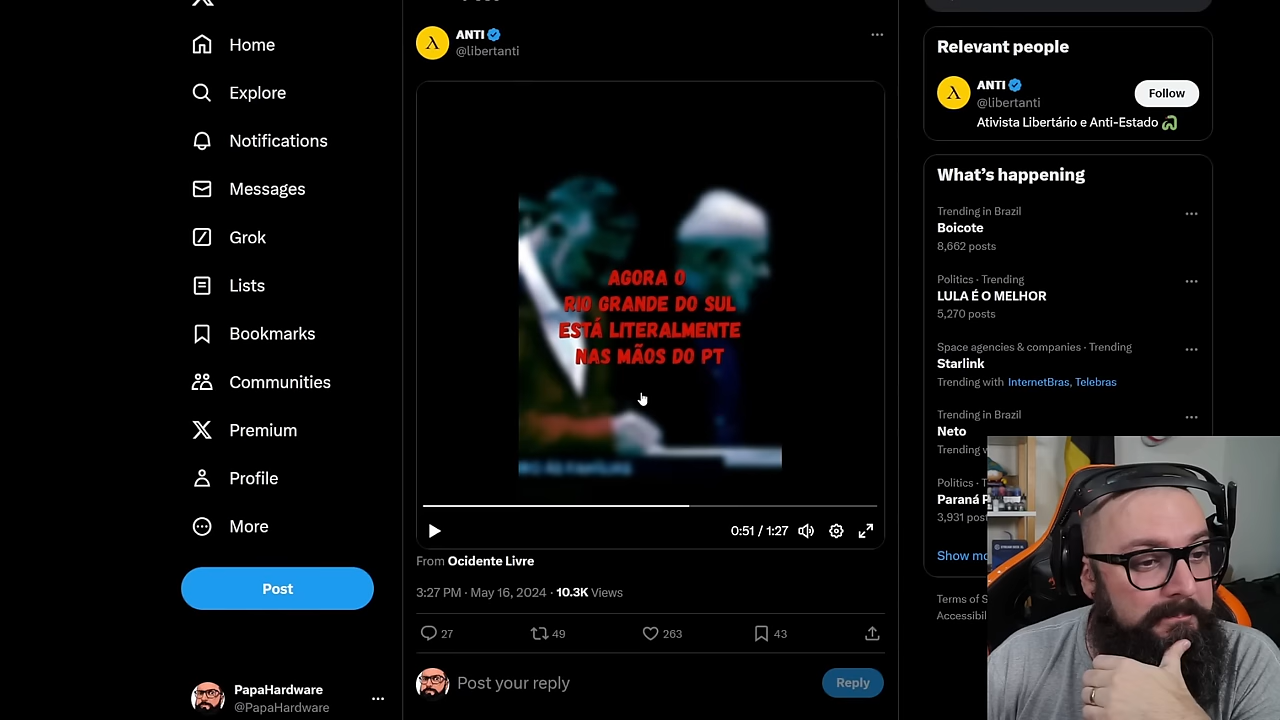 Home
Explore
Notifications
Messages
Grok
Lists
Bookmarks
Communities
Premium
Profile
More
Post
PapaHardware
@PapaHardware
ANTI
@libertanti
AGORA O
RIO GRANDE DO SUL
ESTÁ LITERALMENTE
NAS MÃOS DO PT
0:51 / 1:27
From Ocidente Livre
3:27 PM · May 16, 2024 · 10.3K Views
27 49 263 43
Post your reply
Reply
Relevant people
ANTI
@libertanti
Follow
Ativista Libertário e Anti-Estado
What's happening
Trending in Brazil
Boicote
8,662 posts
Politics · Trending
LULA É O MELHOR
5,270 posts
Space agencies & companies · Trending
Starlink
Trending with InternetBras, Telebras
Trending in Brazil
Neto
Trending
Politics ·
Paraná
3,931
Show
Terms of